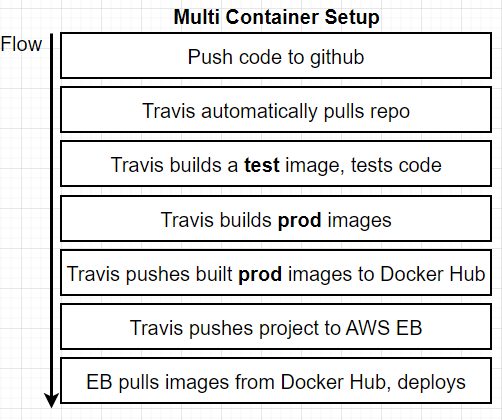 Multi Container Setup
Flow
Push code to github
Travis automatically pulls repo
Travis builds a test image, tests code
Travis builds prod images
Travis pushes built prod images to Docker Hub
Travis pushes project to AWS EB
EB pulls images from Docker Hub, deploys